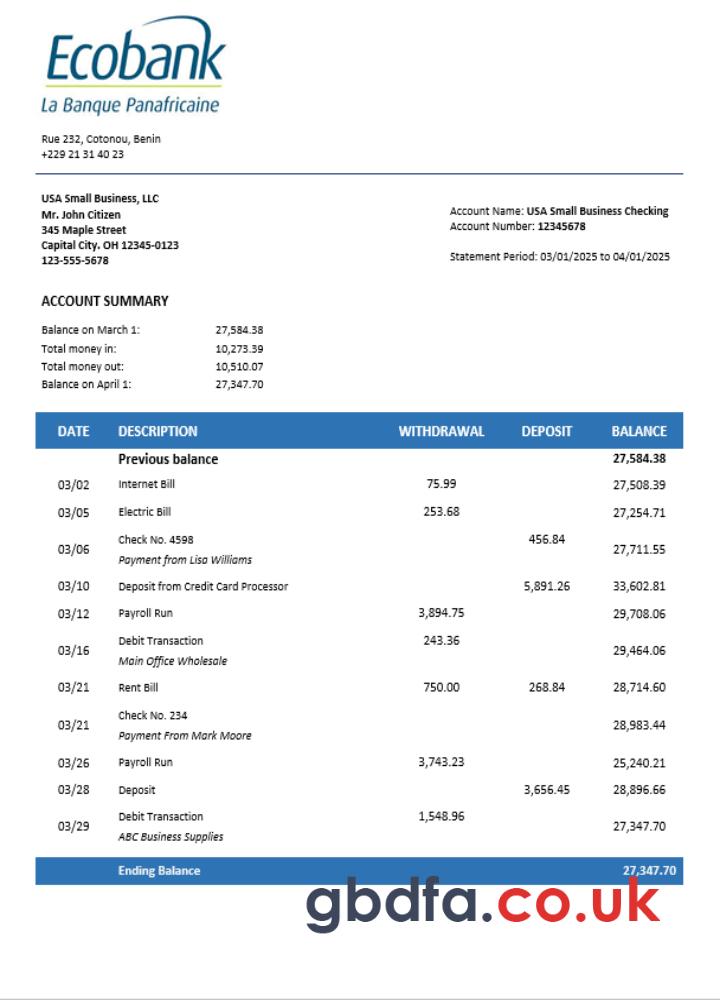 Ecobank
La Banque Panafricaine
Rue 232, Cotonou, Benin
+229 21 31 40 23
USA Small Business, LLC
Mr. John Citizen
345 Maple Street
Capital City. OH 12345-0123
123-555-5678
Account Name: USA Small Business Checking
Account Number: 12345678
Statement Period: 03/01/2025 to 04/01/2025
ACCOUNT SUMMARY
Balance on March 1: 27,584.38
Total money in: 10,273.39
Total money out: 10,510.07
Balance on April 1: 27,347.70
DATE DESCRIPTION WITHDRAWAL DEPOSIT BALANCE
Previous balance 27,584.38
03/02 Internet Bill 75.99 27,508.39
03/05 Electric Bill 253.68 27,254.71
03/06 Check No. 4598 456.84 27,711.55
Payment from Lisa Williams
03/10 Deposit from Credit Card Processor 5,891.26 33,602.81
03/12 Payroll Run 3,894.75 29,708.06
03/16 Debit Transaction 243.36 29,464.06
Main Office Wholesale
03/21 Rent Bill 750.00 268.84 28,714.60
03/21 Check No. 234 28,983.44
Payment From Mark Moore
03/26 Payroll Run 3,743.23 25,240.21
03/28 Deposit 3,656.45 28,896.66
03/29 Debit Transaction 1,548.96 27,347.70
ABC Business Supplies
Ending Balance 27,347.70
gbdfa.co.uk